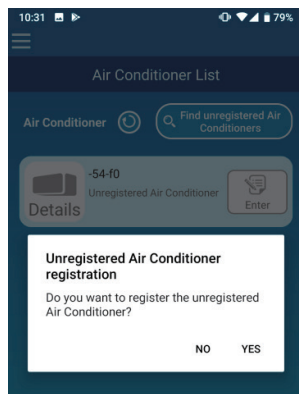 10:31 79%
Air Conditioner List
Air Conditioner
Find unregistered Air
Conditioners
-54-f0
Unregistered Air Conditioner
Details
Enter
Unregistered Air Conditioner
registration
Do you want to register the unregistered
Air Conditioner?
NO YES